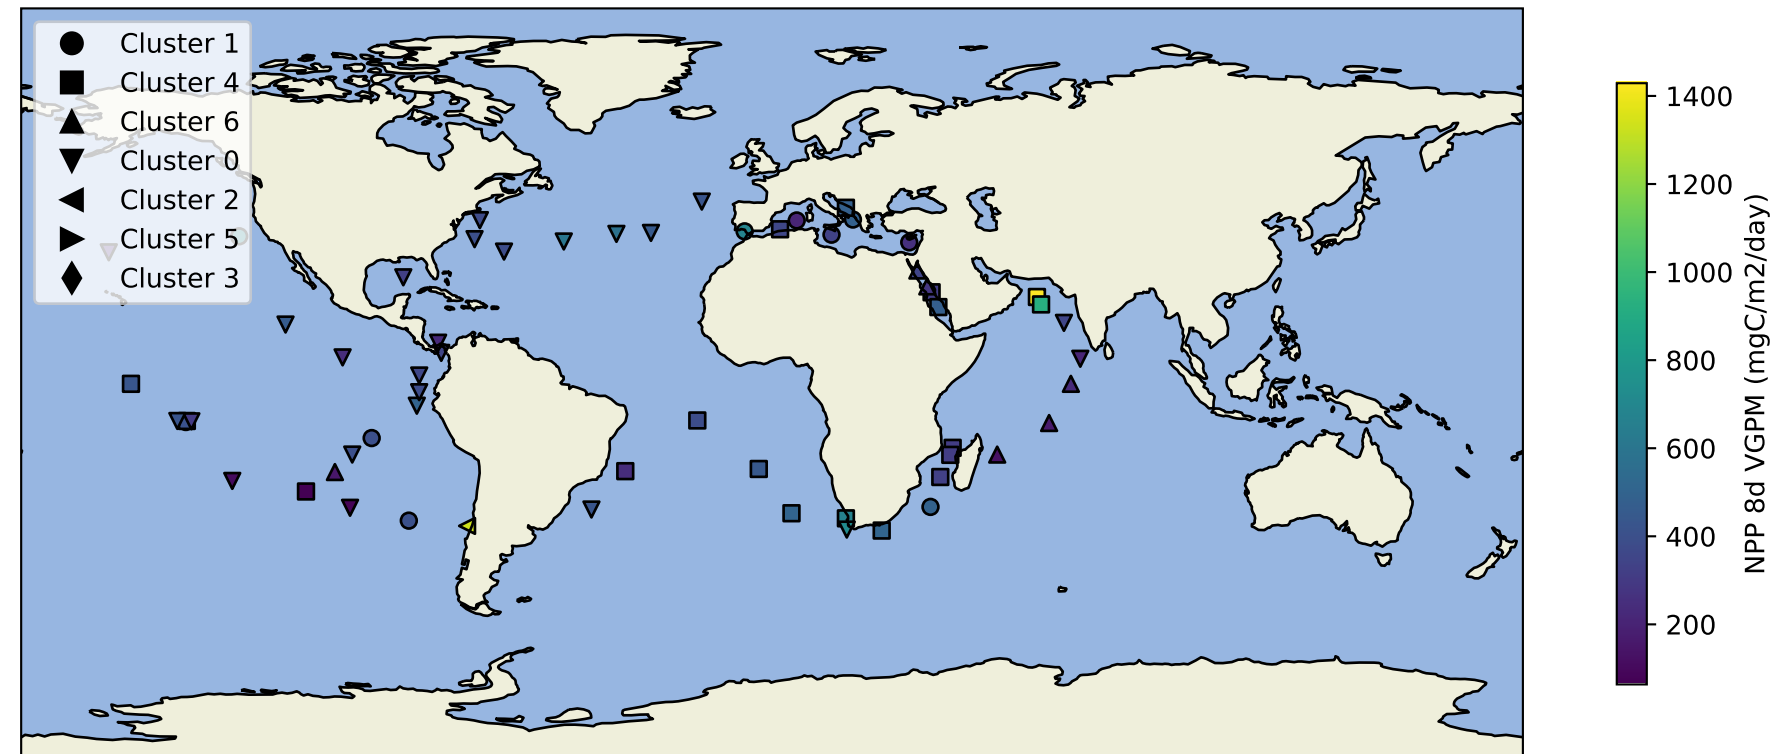 Cluster 1
Cluster 4
Cluster 6
Cluster 0
Cluster 2
Cluster 5
Cluster 3
1400
1200
1000
800
600
400
200
NPP 8d VGPM (mgC/m2/day)